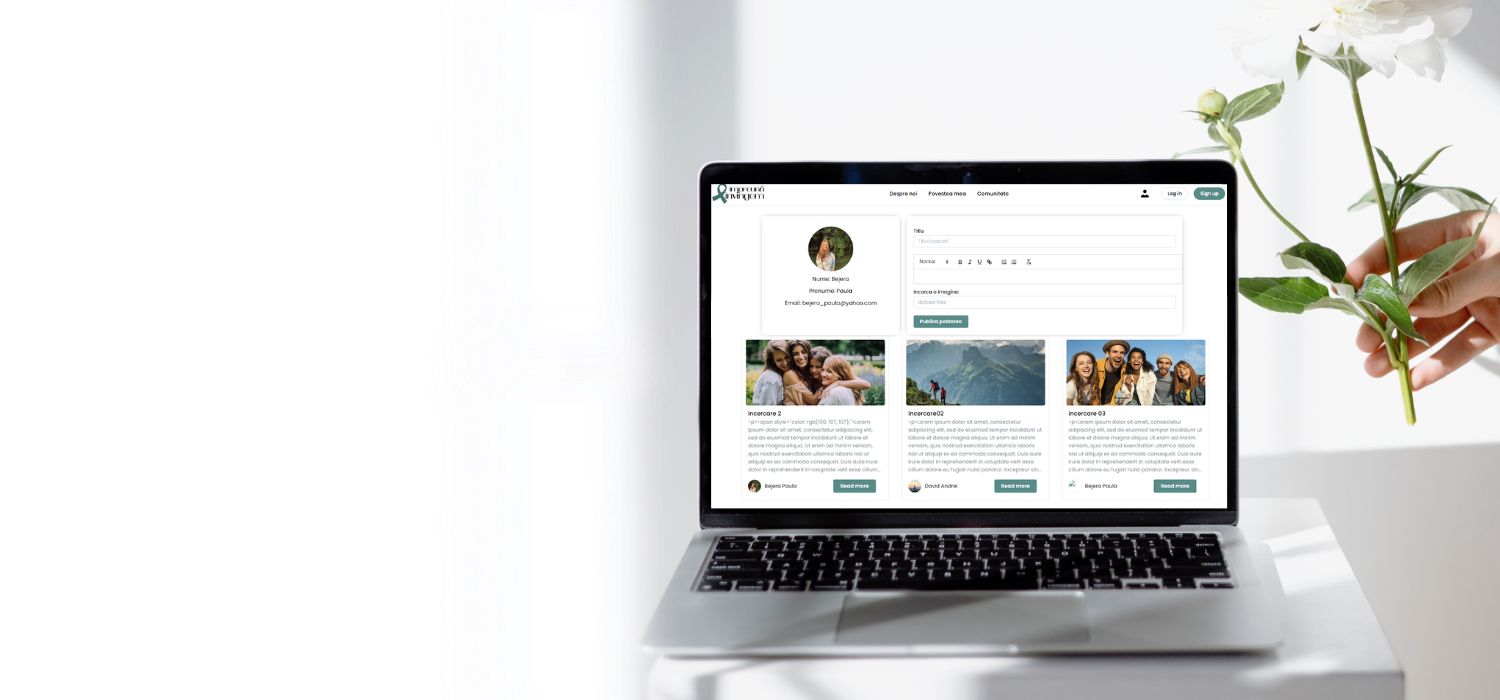 împreună
învingem
Despre noi
Povestea mea
Comunitate
Log in
Sign up
Nume: Bejera
Prenume: Paula
Email: bejera_paula@yahoo.com
Titlu
Titlul postarii
Normal
B I U
Incarca o imagine:
Upload files
Publica postarea
Incercare 2
<p><span style="color: rgb(100, 107, 107);">Lorem
ipsum dolor sit amet, consectetur adipiscing elit,
sed do eiusmod tempor incididunt ut labore et
dolore magna aliqua. Ut enim ad minim veniam,
quis nostrud exercitation ullamco laboris nisi ut
aliquip ex ea commodo consequat. Duis aute irure
dolor in reprehenderit in voluptate velit esse cillum...
Bejera Paula
Read more
Incercare02
<p>Lorem ipsum dolor sit amet, consectetur
adipiscing elit, sed do eiusmod tempor incididunt ut
labore et dolore magna aliqua. Ut enim ad minim
veniam, quis nostrud exercitation ullamco laboris
nisi ut aliquip ex ea commodo consequat. Duis aute
irure dolor in reprehenderit in voluptate velit esse
cillum dolore eu fugiat nulla pariatur. Excepteur sin...
David Andrei
Read more
Incercare 03
<p>Lorem ipsum dolor sit amet, consectetur
adipiscing elit, sed do eiusmod tempor incididunt ut
labore et dolore magna aliqua. Ut enim ad minim
veniam, quis nostrud exercitation ullamco laboris
nisi ut aliquip ex ea commodo consequat. Duis aute
irure dolor in reprehenderit in voluptate velit esse
cillum dolore eu fugiat nulla pariatur. Excepteur sin...
Bejera Paula
Read more